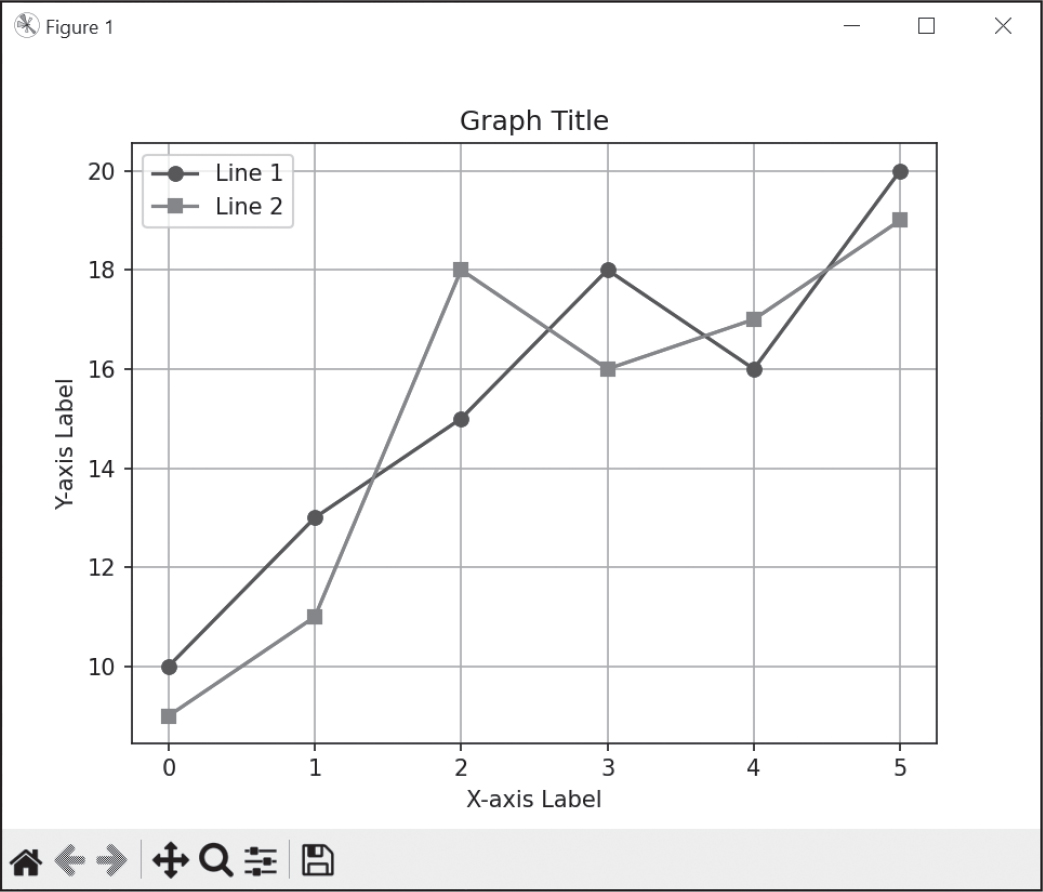 Figure 1
Graph Title
Line 1
Line 2
20
18
16
14
12
10
Y-axis Label
0 1 2 3 4 5
X-axis Label